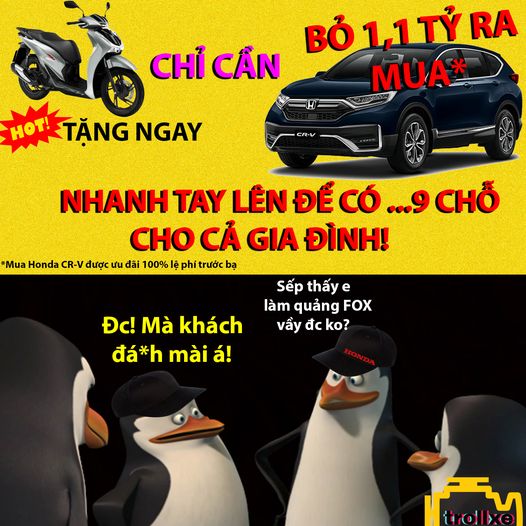 BỎ 1,1 TỶ RA
CHỈ CẦN
MUA*
HOT!
TẶNG NGAY
CR-V
NHANH TAY LÊN ĐỂ CÓ ...9 CHỖ
CHO CẢ GIA ĐÌNH!
*Mua Honda CR-V được ưu đãi 100% lệ phí trước bạ
Sếp thấy e
làm quảng FOX
vầy đc ko?
Đc! Mà khách
đá*h mài á!
HONDA
trollxe